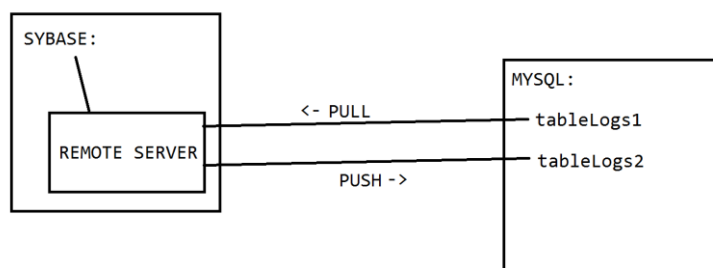 SYBASE:
MYSQL:
<- PULL
tableLogs1
REMOTE SERVER
tableLogs2
PUSH ->